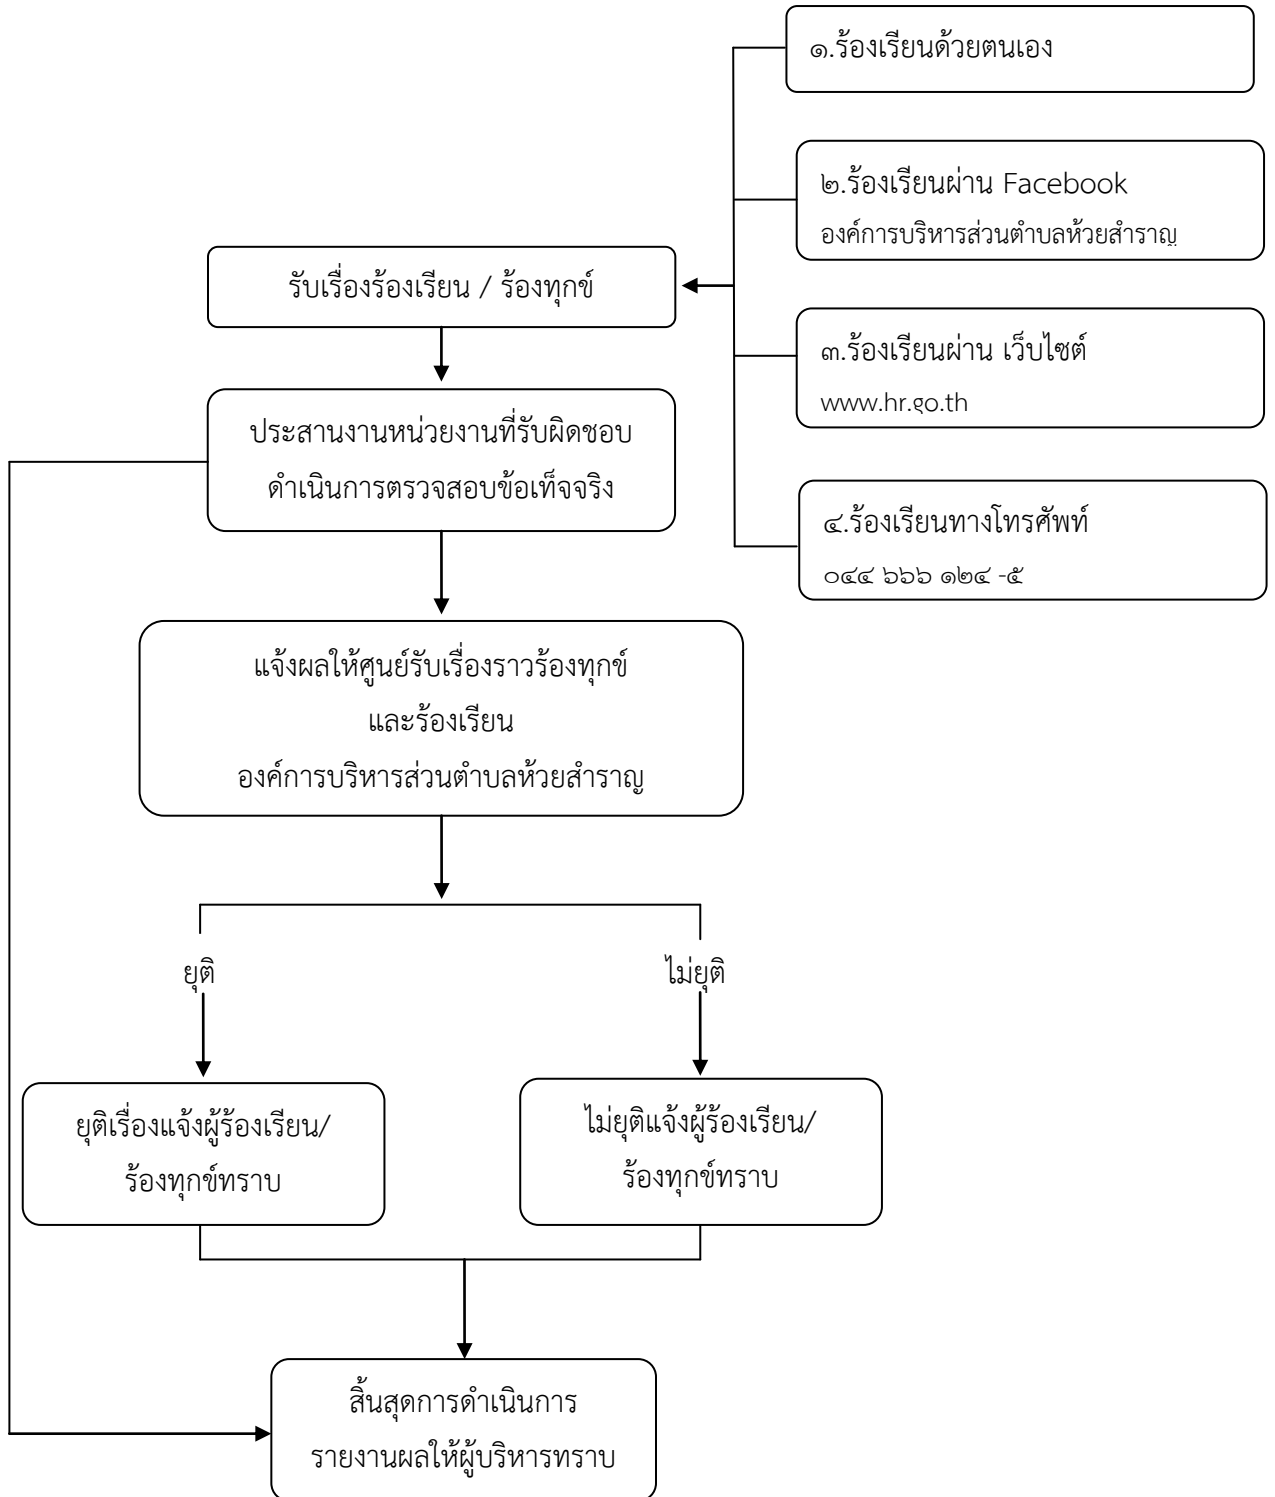 ๑.ร้องเรียนด้วยตนเอง
๒.ร้องเรียนผ่าน Facebook
องค์การบริหารส่วนตำบลห้วยสำราญ
๓.ร้องเรียนผ่าน เว็บไซต์
www.hr.go.th
๔.ร้องเรียนทางโทรศัพท์
๐๔๔ ๖๖๖ ๑๒๔ -๕
รับเรื่องร้องเรียน / ร้องทุกข์
ประสานงานหน่วยงานที่รับผิดชอบ
ดำเนินการตรวจสอบข้อเท็จจริง
แจ้งผลให้ศูนย์รับเรื่องราวร้องทุกข์
และร้องเรียน
องค์การบริหารส่วนตำบลห้วยสำราญ
ยุติ
ไม่ยุติ
ยุติเรื่องแจ้งผู้ร้องเรียน/
ร้องทุกข์ทราบ
ไม่ยุติแจ้งผู้ร้องเรียน/
ร้องทุกข์ทราบ
สิ้นสุดการดำเนินการ
รายงานผลให้ผู้บริหารทราบ